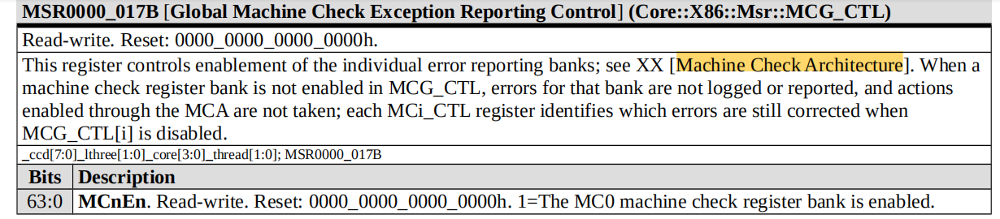 MSR0000_017B [Global Machine Check Exception Reporting Control] (Core::X86::Msr::MCG_CTL)
Read-write. Reset: 0000_0000_0000_0000h.
This register controls enablement of the individual error reporting banks; see XX [Machine Check Architecture]. When a
machine check register bank is not enabled in MCG_CTL, errors for that bank are not logged or reported, and actions
enabled through the MCA are not taken; each MCi_CTL register identifies which errors are still corrected when
MCG_CTL[i] is disabled.
_ccd[7:0]_lthree[1:0]_core[3:0]_thread[1:0]; MSR0000_017B
Bits Description
63:0 MCnEn. Read-write. Reset: 0000_0000_0000_0000h. 1=The MC0 machine check register bank is enabled.